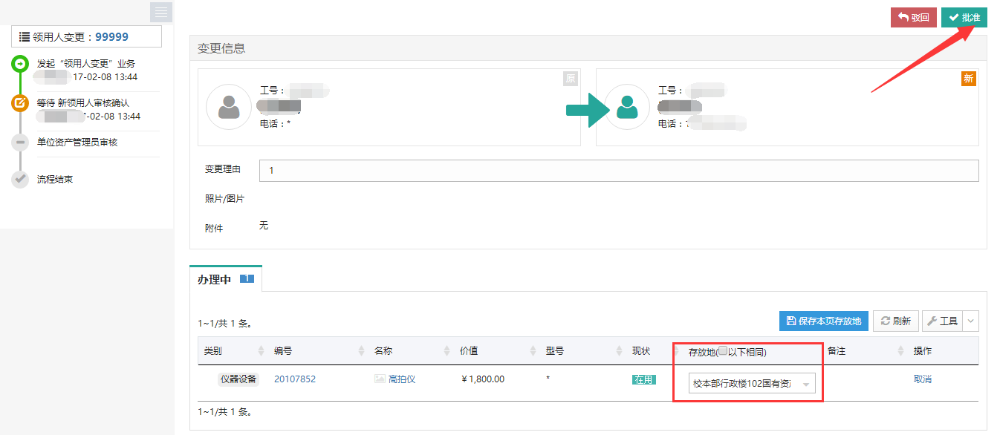 领用人变更：99999
发起“领用人变更”业务
17-02-08 13:44
等待 新领用人审核确认
-02-08 13:44
单位资产管理员审核
流程结束
驳回
批准
变更信息
原
工号：
电话：*
新
工号：
电话：
变更理由
1
照片/图片
附件
无
办理中 1
1~1/共 1 条。
保存本页存放地
刷新
工具
类别 编号 名称 价值 型号 现状 存放地(以下相同) 备注 操作
仪器设备 20107852 高拍仪 ¥1,800.00 * 在用 校本部行政楼102国有资 取消
1~1/共 1 条。